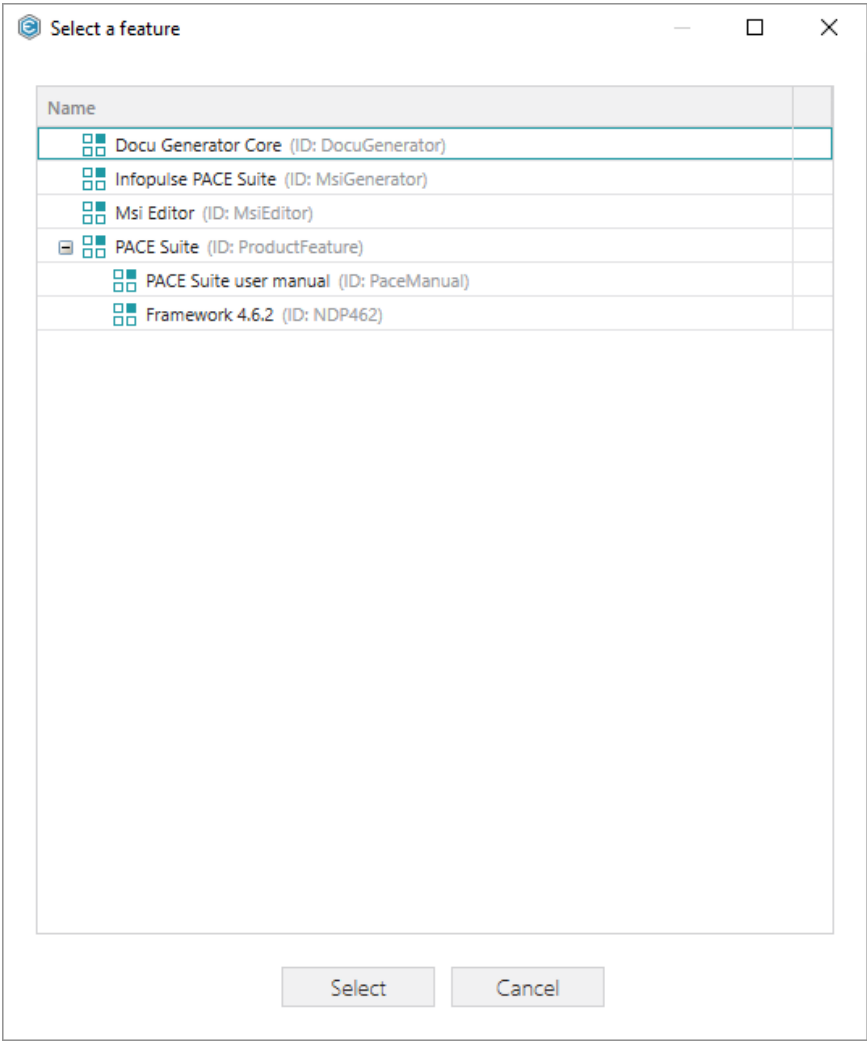 Select a feature
Name
Docu Generator Core (ID: DocuGenerator)
Infopulse PACE Suite (ID: MsiGenerator)
Msi Editor (ID: MsiEditor)
PACE Suite (ID: ProductFeature)
PACE Suite user manual (ID: PaceManual)
Framework 4.6.2 (ID: NDP462)
Select Cancel